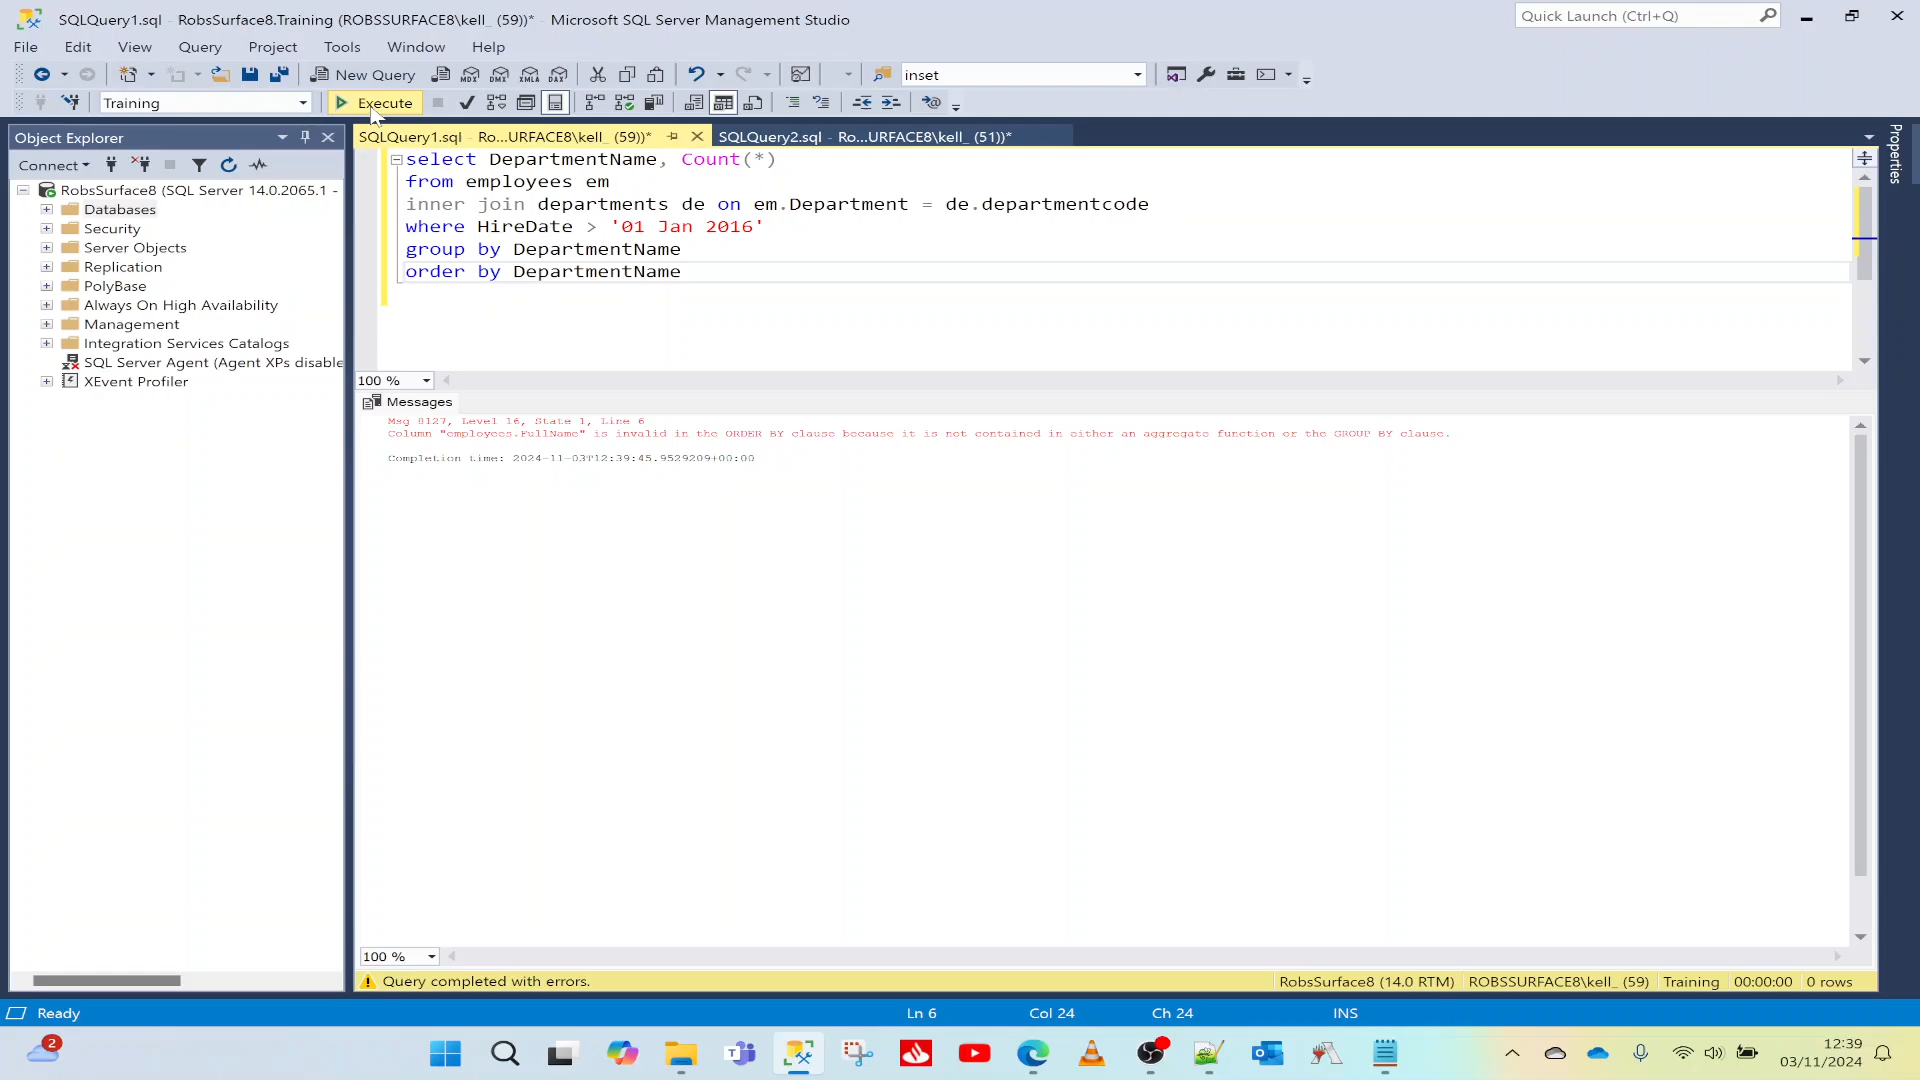 SQLQuery1.sql - RobsSurface8.Training (ROBSSURFACE8\kell_ (59))* - Microsoft SQL Server Management Studio
Quick Launch (Ctrl+Q)
File Edit View Query Project Tools Window Help
New Query
MDX DMX XMLA DAX
inset
Training
Execute
Object Explorer
SQLQuery1.sql - Ro...URFACE8\kell_ (59))*
SQLQuery2.sql - Ro...URFACE8\kell_ (51))*
Properties
Connect
RobsSurface8 (SQL Server 14.0.2065.1 -
Databases
Security
Server Objects
Replication
PolyBase
Always On High Availability
Management
Integration Services Catalogs
SQL Server Agent (Agent XPs disable
XEvent Profiler
select DepartmentName, Count(*)
from employees em
inner join departments de on em.Department = de.departmentcode
where HireDate > '01 Jan 2016'
group by DepartmentName
order by DepartmentName
100 %
Messages
Msg 8127, Level 16, State 1, Line 6
Column "employees.FullName" is invalid in the ORDER BY clause because it is not contained in either an aggregate function or the GROUP BY clause.
Completion time: 2024-11-03T12:39:45.9529209+00:00
100 %
Query completed with errors.
RobsSurface8 (14.0 RTM) ROBSSURFACE8\kell_ (59) Training 00:00:00 0 rows
Ready
Ln 6 Col 24 Ch 24 INS
2
12:39
03/11/2024